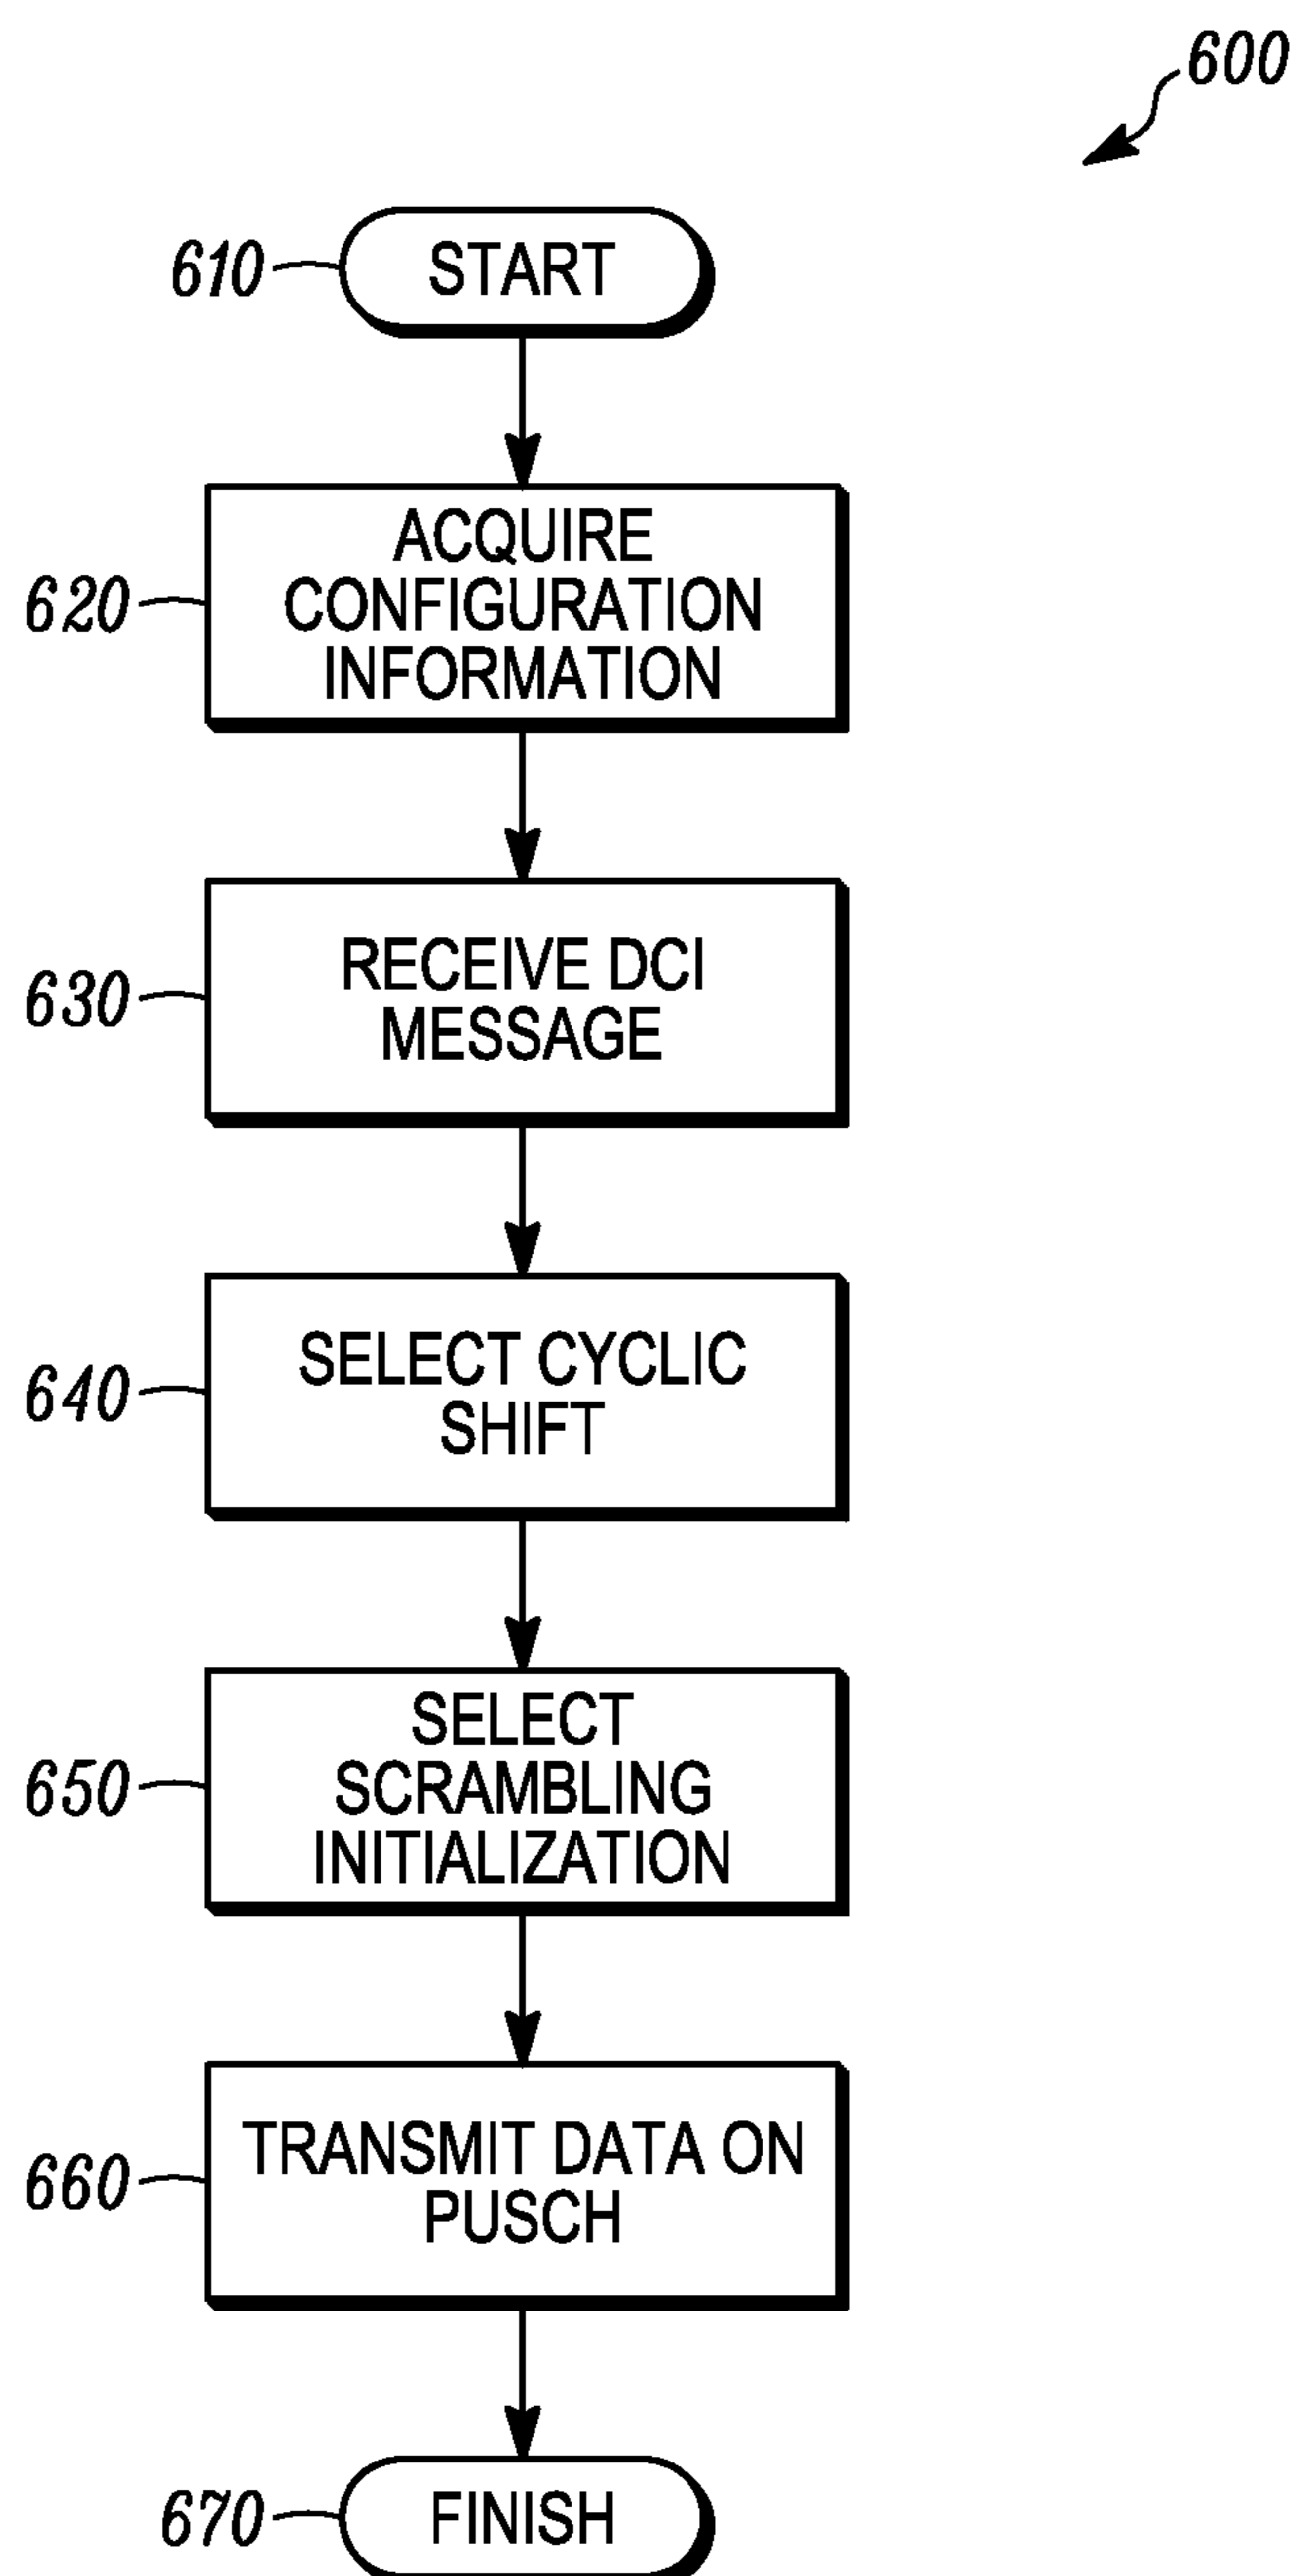 600
610
START
620
ACQUIRE
CONFIGURATION
INFORMATION
630
RECEIVE DCI
MESSAGE
640
SELECT CYCLIC
SHIFT
650
SELECT
SCRAMBLING
INITIALIZATION
660
TRANSMIT DATA ON
PUSCH
670
FINISH